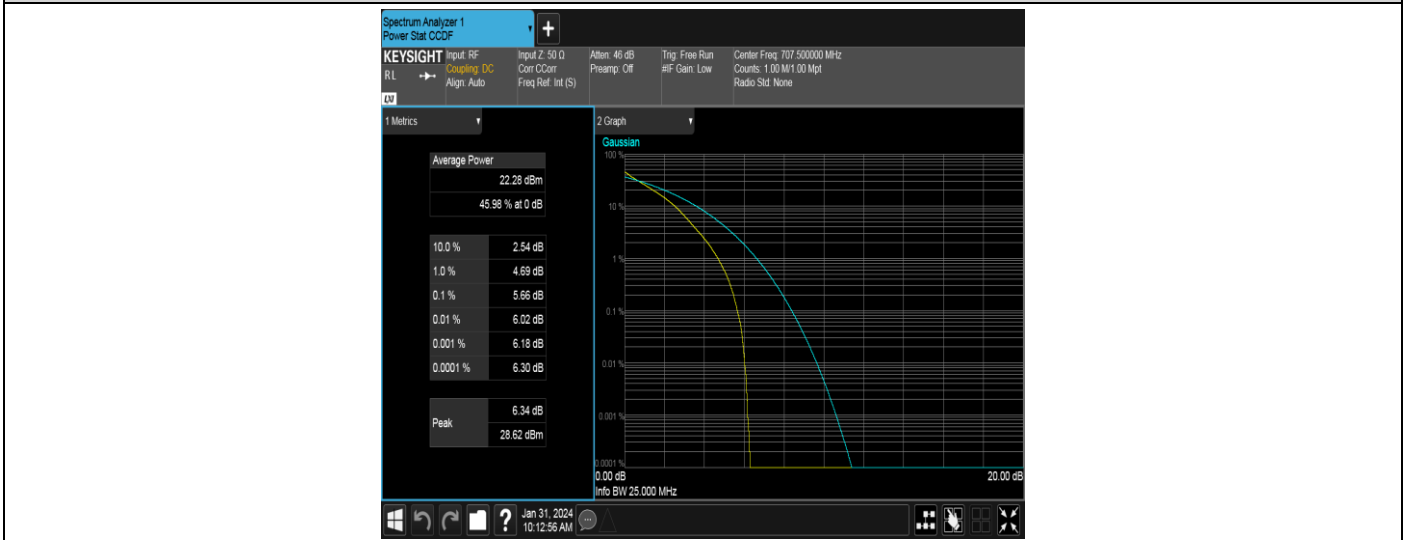 Spectrum Analyzer 1
Power Stat CCDF
+
KEYSIGHT
RL
LXI
Input: RF
Coupling: DC
Align: Auto
Input Z: 50 Ω
Corr CCorr
Freq Ref: Int (S)
Atten: 46 dB
Preamp: Off
Trig: Free Run
#IF Gain: Low
Center Freq: 707.500000 MHz
Counts: 1.00 M/1.00 Mpt
Radio Std: None
1 Metrics
Average Power
22.28 dBm
45.98 % at 0 dB
10.0 % 2.54 dB
1.0 % 4.69 dB
0.1 % 5.66 dB
0.01 % 6.02 dB
0.001 % 6.18 dB
0.0001 % 6.30 dB
Peak
6.34 dB
28.62 dBm
2 Graph
Gaussian
100 %
10 %
1 %
0.1 %
0.01 %
0.001 %
0.0001 %
0.00 dB 20.00 dB
Info BW 25.000 MHz
?
Jan 31, 2024
10:12:56 AM